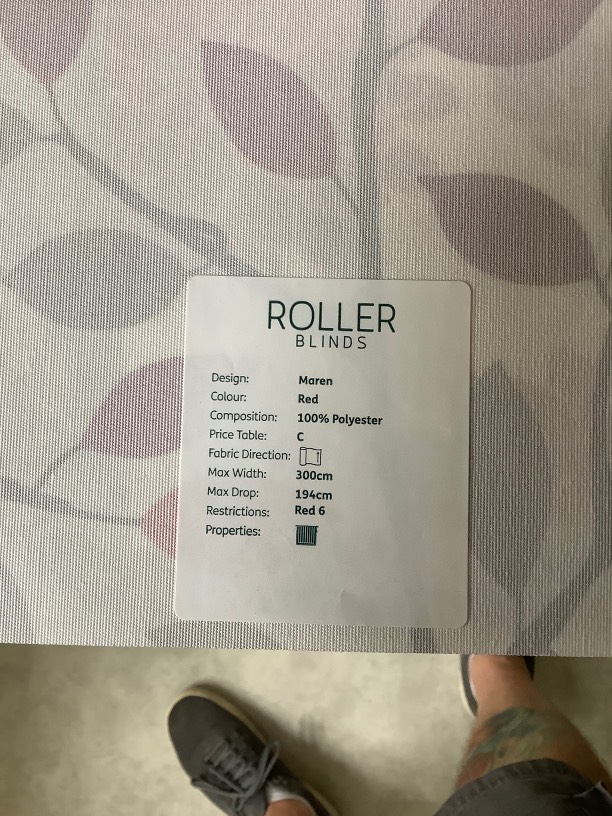 ROLLER
BLINDS
Design: Maren
Colour: Red
Composition: 100% Polyester
Price Table: C
Fabric Direction:
Max Width: 300cm
Max Drop: 194cm
Restrictions: Red 6
Properties: